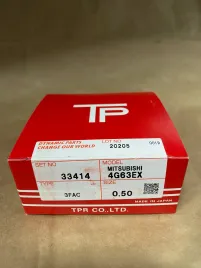 TP
DYNAMIC PARTS
CHANGE OUR WORLD
LOT NO
20205
SET NO
33414
MODEL
MITSUBISHI
4G63EX
TYPE
3FAC
SIZE
0.50
MADE IN JAPAN
TPR CO.,LTD.